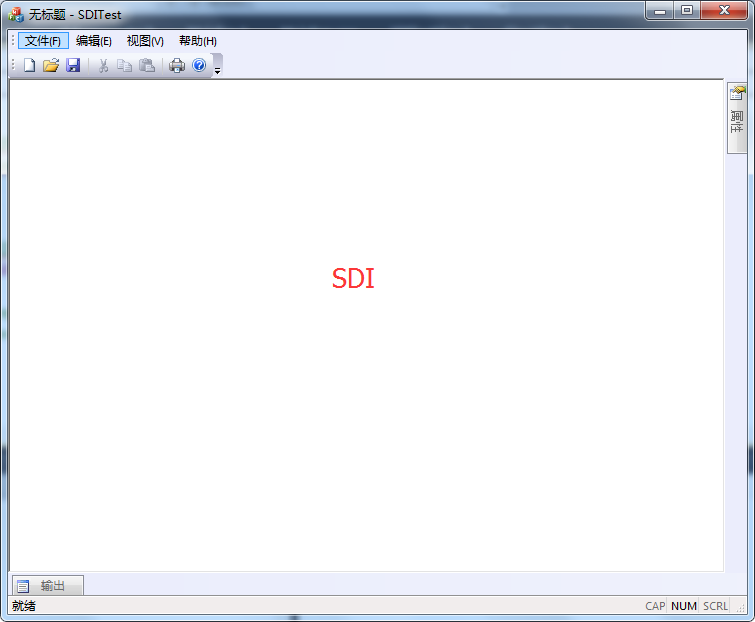 无标题 - SDITest
文件(F) 编辑(E) 视图(V) 帮助(H)
属性
SDI
输出
就绪 CAP NUM SCRL